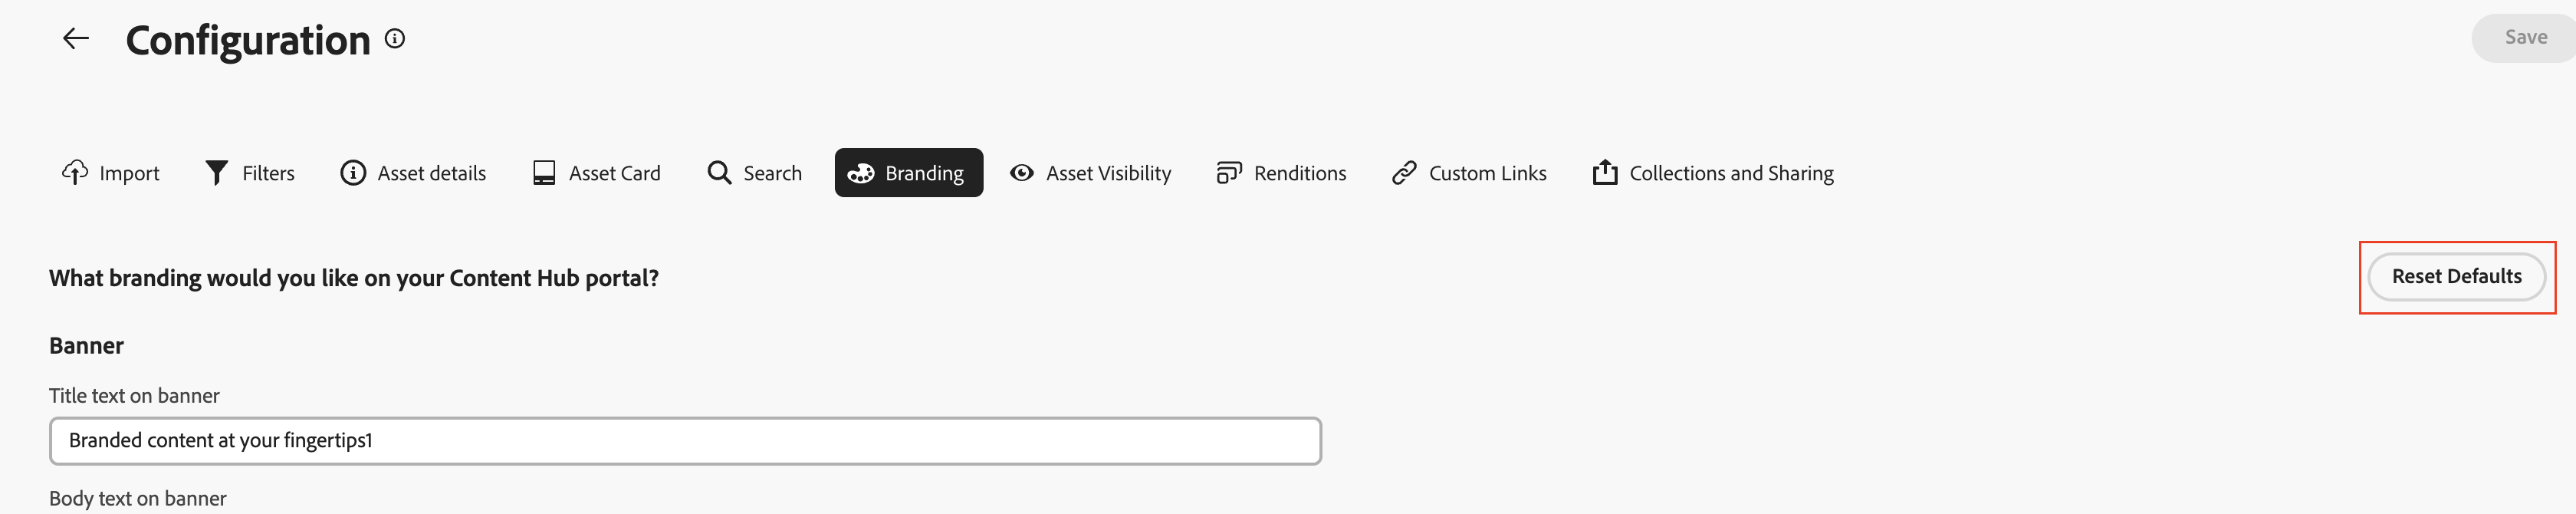 Configuration
Save
Import Filters Asset details Asset Card Search Branding Asset Visibility Renditions Custom Links Collections and Sharing
What branding would you like on your Content Hub portal?
Reset Defaults
Banner
Title text on banner
Branded content at your fingertips1
Body text on banner